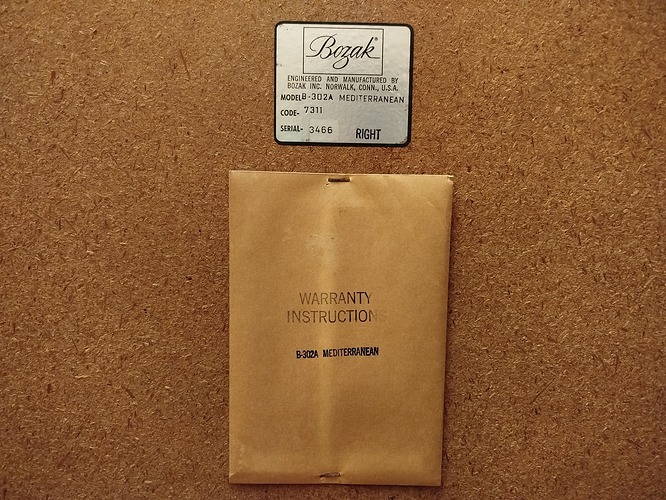 Bozak®
ENGINEERED AND MANUFACTURED BY
BOZAK INC. NORWALK, CONN., U.S.A.
MODEL B-302A MEDITERRANEAN
CODE- 7311
SERIAL- 3466 RIGHT
WARRANTY
INSTRUCTIONS
B-302A MEDITERRANEAN